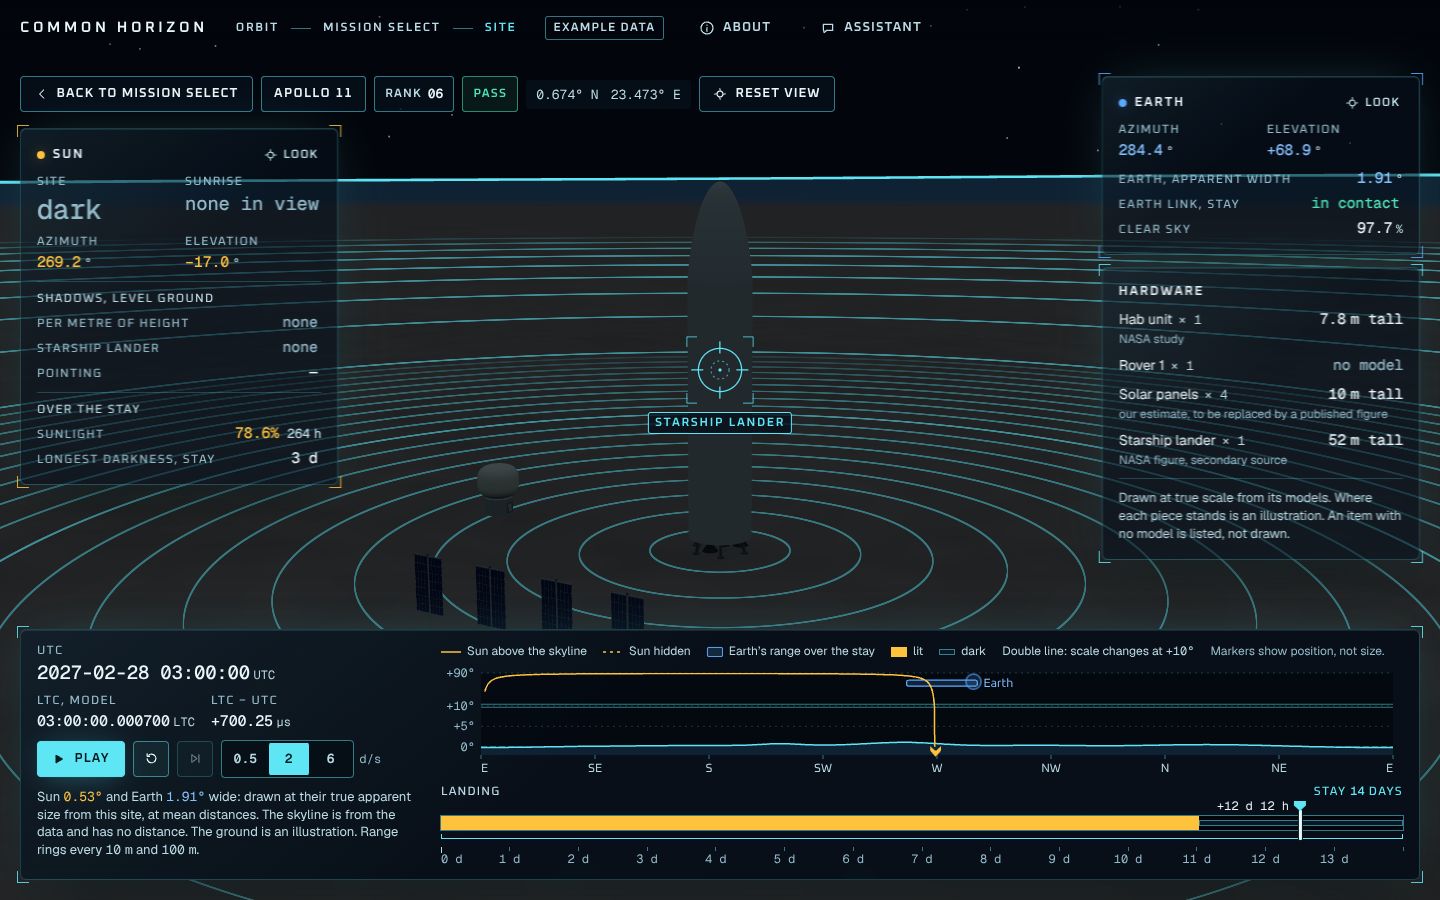 COMMON HORIZON
ORBIT
MISSION SELECT
SITE
EXAMPLE DATA
ABOUT
ASSISTANT
BACK TO MISSION SELECT
APOLLO 11
RANK 06
PASS
0.674° N 23.473° E
RESET VIEW
SUN
LOOK
SITE
SUNRISE
dark
none in view
AZIMUTH
ELEVATION
269.2°
−17.0°
SHADOWS, LEVEL GROUND
PER METRE OF HEIGHT none
STARSHIP LANDER none
POINTING —
OVER THE STAY
SUNLIGHT 78.6% 264 h
LONGEST DARKNESS, STAY 3 d
STARSHIP LANDER
EARTH
LOOK
AZIMUTH
ELEVATION
284.4°
+68.9°
EARTH, APPARENT WIDTH 1.91°
EARTH LINK, STAY in contact
CLEAR SKY 97.7%
HARDWARE
Hab unit × 1 7.8 m tall
NASA study
Rover 1 × 1 no model
Solar panels × 4 10 m tall
our estimate, to be replaced by a published figure
Starship lander × 1 52 m tall
NASA figure, secondary source
Drawn at true scale from its models. Where
each piece stands is an illustration. An item with
no model is listed, not drawn.
UTC
2027-02-28 03:00:00 UTC
LTC, MODEL
LTC − UTC
03:00:00.000700 LTC
+700.25 µs
PLAY
0.5 2 6 d/s
Sun 0.53° and Earth 1.91° wide: drawn at their true apparent
size from this site, at mean distances. The skyline is from the
data and has no distance. The ground is an illustration. Range
rings every 10 m and 100 m.
Sun above the skyline
Sun hidden
Earth's range over the stay
lit
dark
Double line: scale changes at +10°
Markers show position, not size.
+90°
+10°
+5°
0°
Earth
E SE S SW W NW N NE E
LANDING
STAY 14 DAYS
+12 d 12 h
0 d 1 d 2 d 3 d 4 d 5 d 6 d 7 d 8 d 9 d 10 d 11 d 12 d 13 d